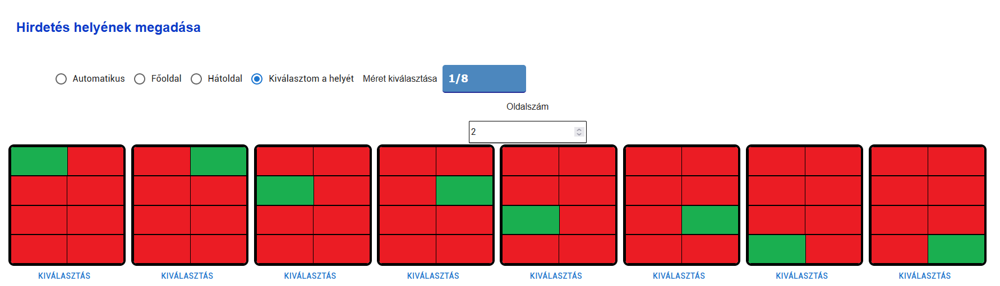 Hirdetés helyének megadása
Automatikus Főoldal Hátoldal Kiválasztom a helyét Méret kiválasztása 1/8
Oldalszám
2
KIVÁLASZTÁS KIVÁLASZTÁS KIVÁLASZTÁS KIVÁLASZTÁS KIVÁLASZTÁS KIVÁLASZTÁS KIVÁLASZTÁS KIVÁLASZTÁS